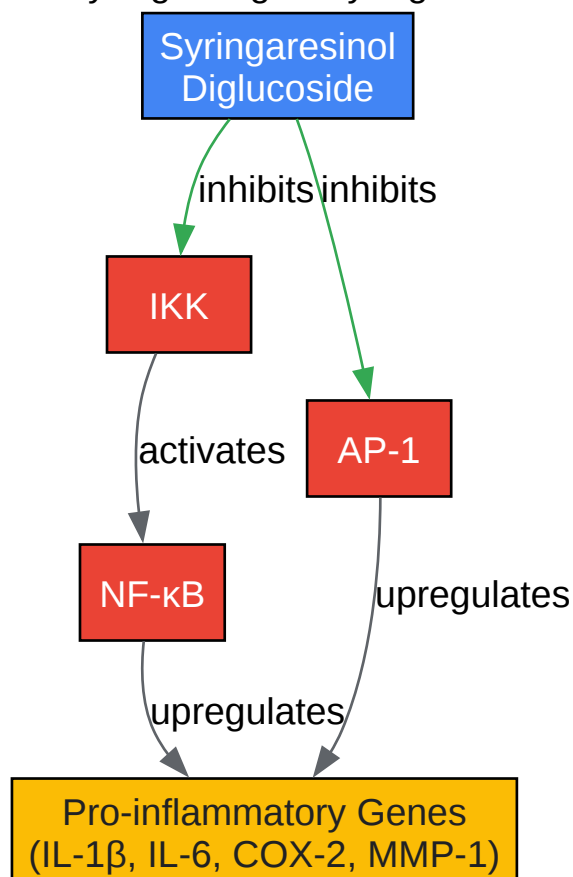 Syringaresinol
Diglucoside
inhibits inhibits
IKK
activates
AP-1
NF-κB
upregulates
upregulates
Pro-inflammatory Genes
(IL-1β, IL-6, COX-2, MMP-1)